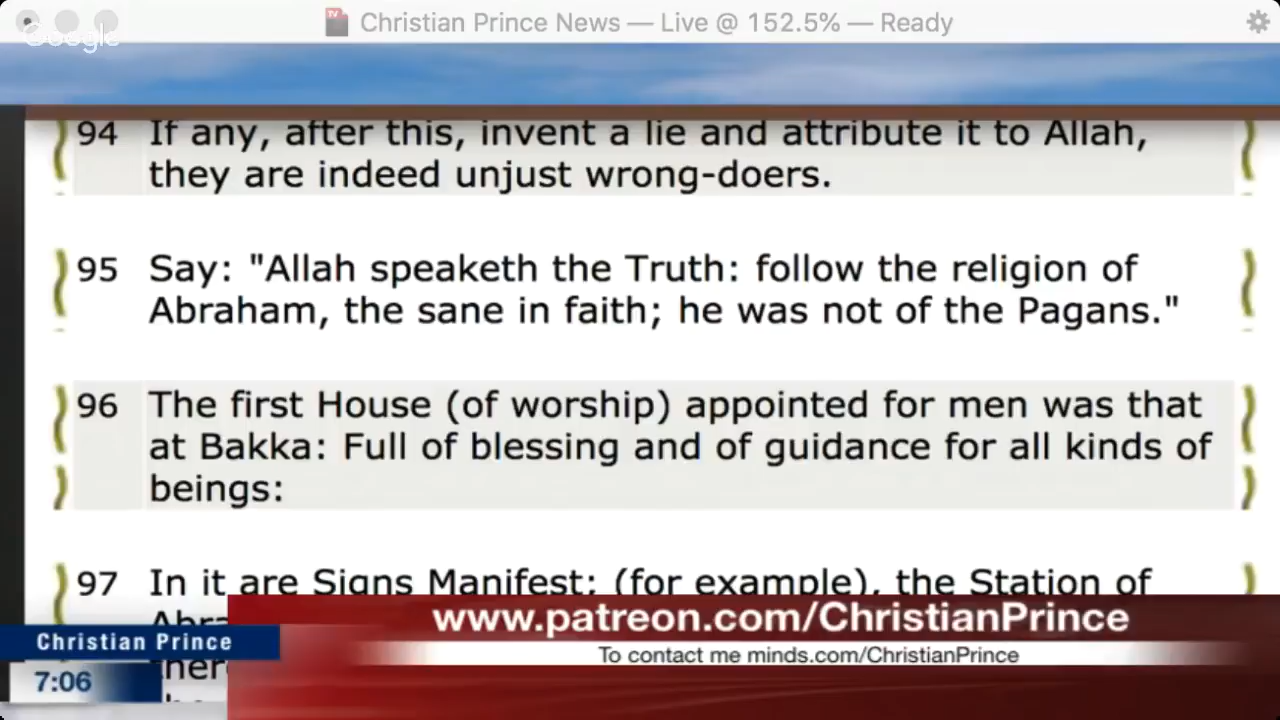 Christian Prince News — Live @ 152.5% — Ready
Google
94 If any, after this, invent a lie and attribute it to Allah,
they are indeed unjust wrong-doers.
95 Say: "Allah speaketh the Truth: follow the religion of
Abraham, the sane in faith; he was not of the Pagans."
96 The first House (of worship) appointed for men was that
at Bakka: Full of blessing and of guidance for all kinds of
beings:
97 In it are Signs Manifest; (for example), the Station of
www.patreon.com/ChristianPrince
Christian Prince
To contact me minds.com/ChristianPrince
7:06